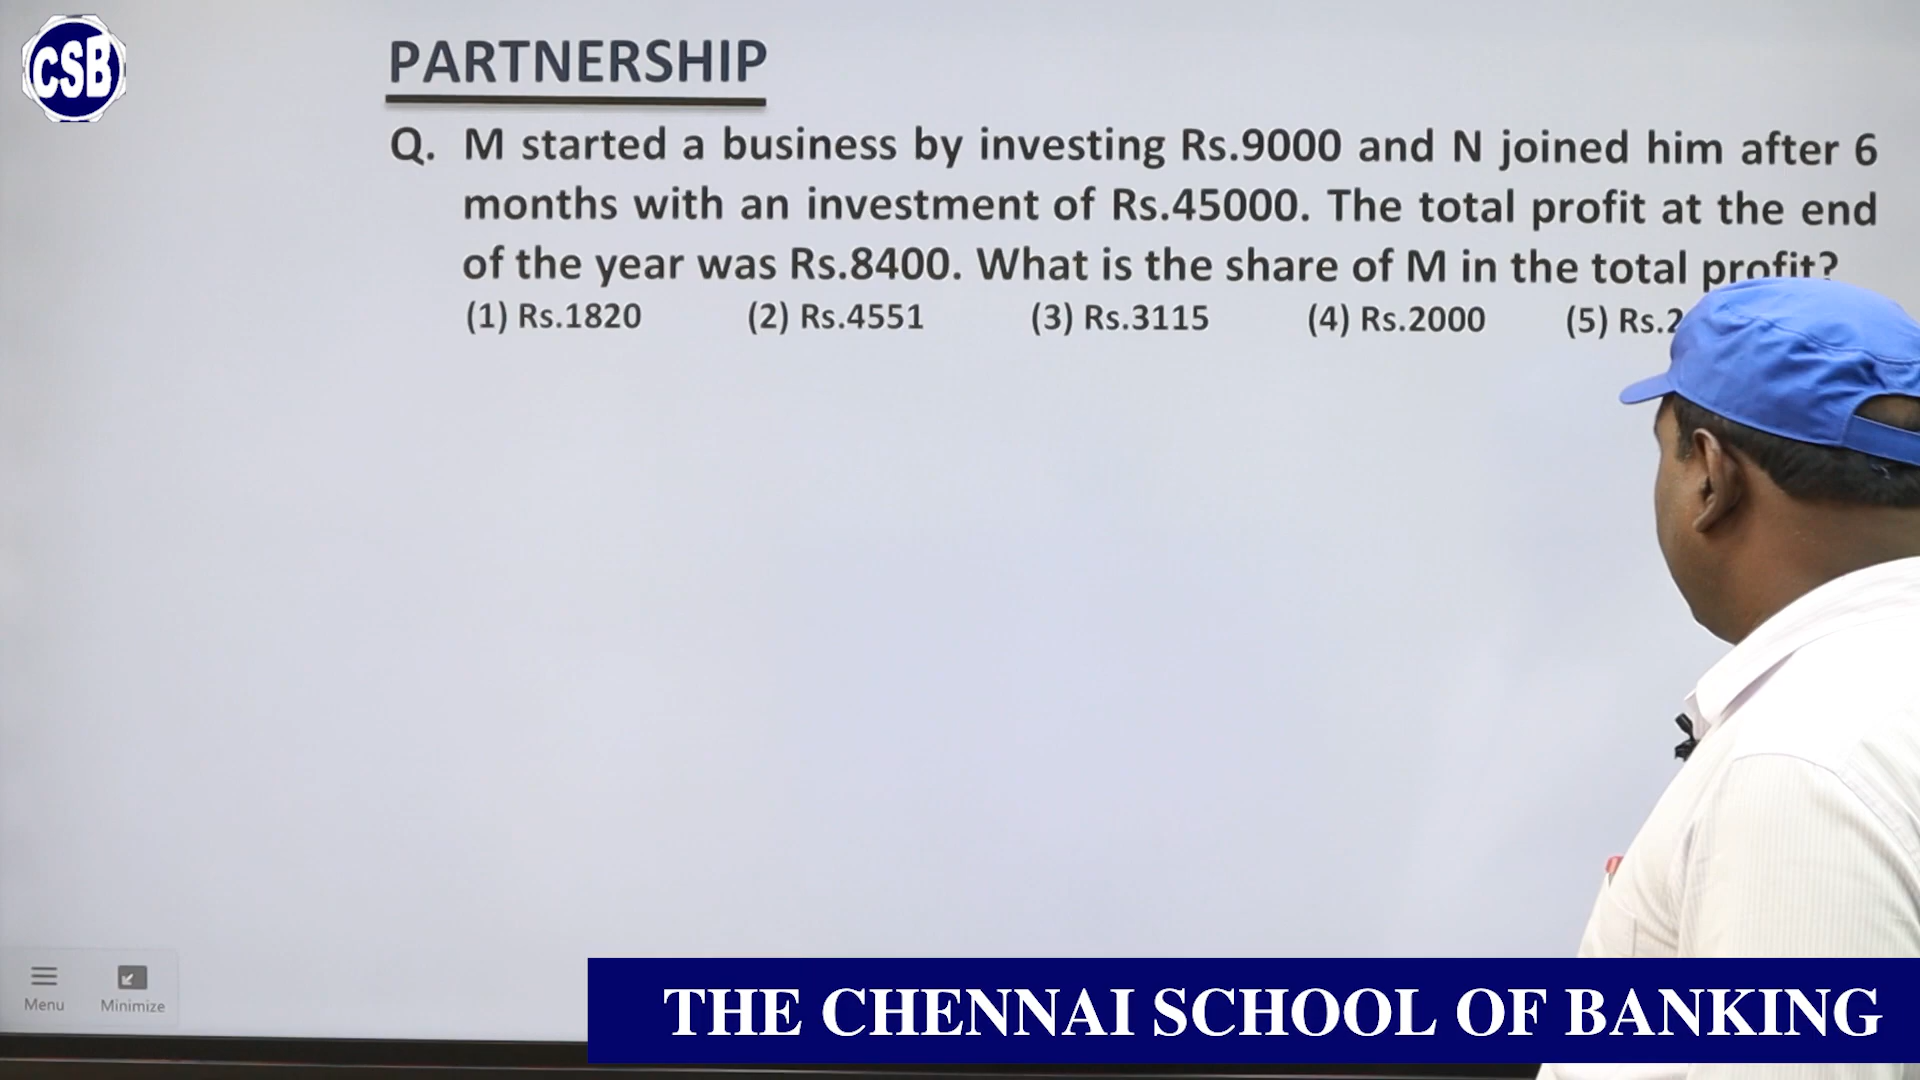 CSB
PARTNERSHIP
Q. M started a business by investing Rs.9000 and N joined him after 6
months with an investment of Rs.45000. The total profit at the end
of the year was Rs.8400. What is the share of M in the total profit?
(1) Rs.1820 (2) Rs.4551 (3) Rs.3115 (4) Rs.2000 (5)
Menu Minimize
THE CHENNAI SCHOOL OF BANKING